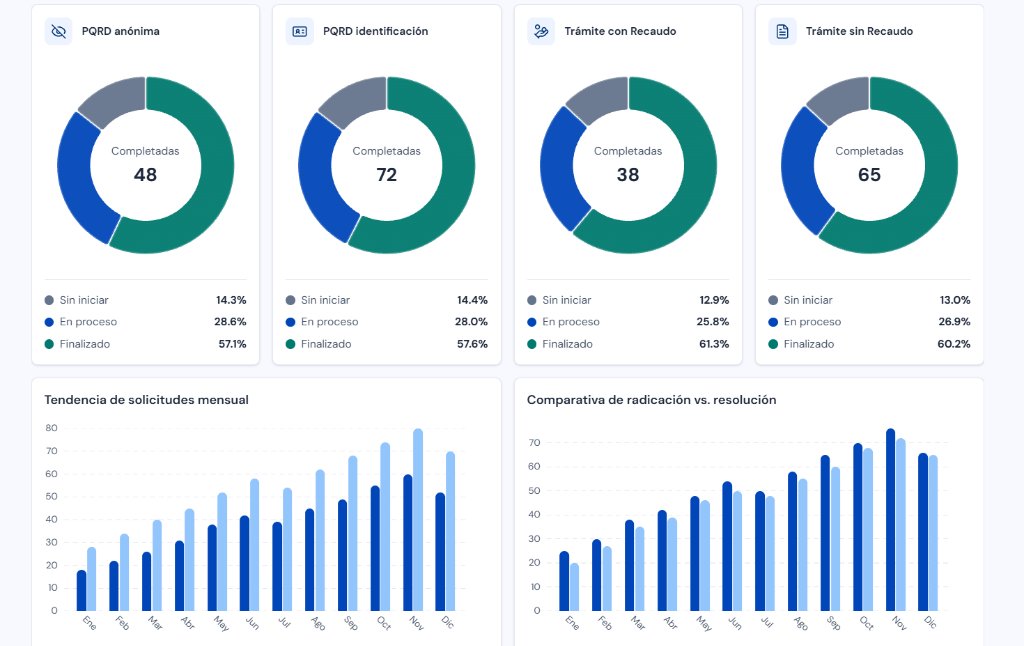 PQRD anónima
PQRD identificación
Trámite con Recaudo
Trámite sin Recaudo
Completadas
48
Completadas
72
Completadas
38
Completadas
65
Sin iniciar 14.3%
En proceso 28.6%
Finalizado 57.1%
Sin iniciar 14.4%
En proceso 28.0%
Finalizado 57.6%
Sin iniciar 12.9%
En proceso 25.8%
Finalizado 61.3%
Sin iniciar 13.0%
En proceso 26.9%
Finalizado 60.2%
Tendencia de solicitudes mensual
80
70
60
50
40
30
20
10
0
Ene Feb Mar Abr May Jun Jul Ago Sep Oct Nov Dic
Comparativa de radicación vs. resolución
70
60
50
40
30
20
10
0
Ene Feb Mar Abr May Jun Jul Ago Sep Oct Nov Dic